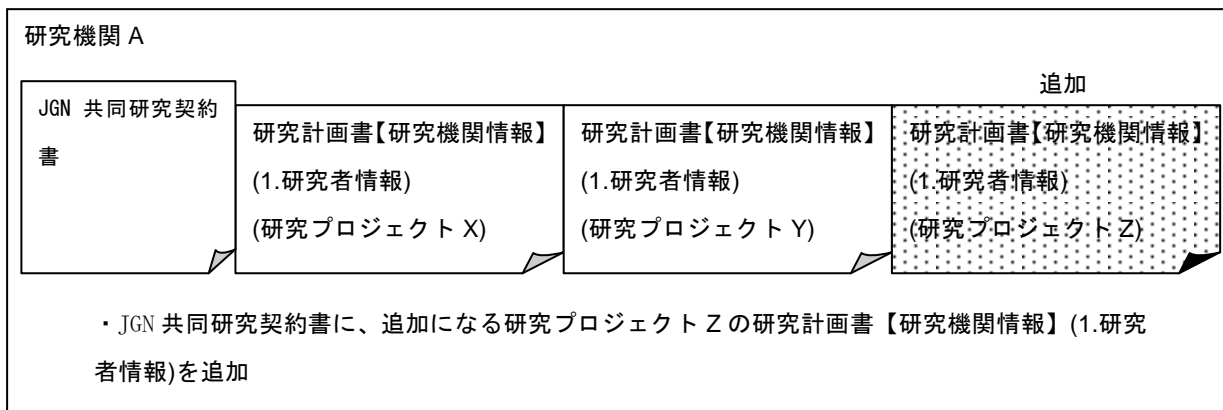 研究機関 A
追加
JGN 共同研究契約
書
研究計画書【研究機関情報】
(1.研究者情報)
(研究プロジェクト X)
研究計画書【研究機関情報】
(1.研究者情報)
(研究プロジェクト Y)
研究計画書【研究機関情報】
(1.研究者情報)
(研究プロジェクト Z)
・JGN 共同研究契約書に、追加になる研究プロジェクト Z の研究計画書【研究機関情報】(1.研究
者情報)を追加